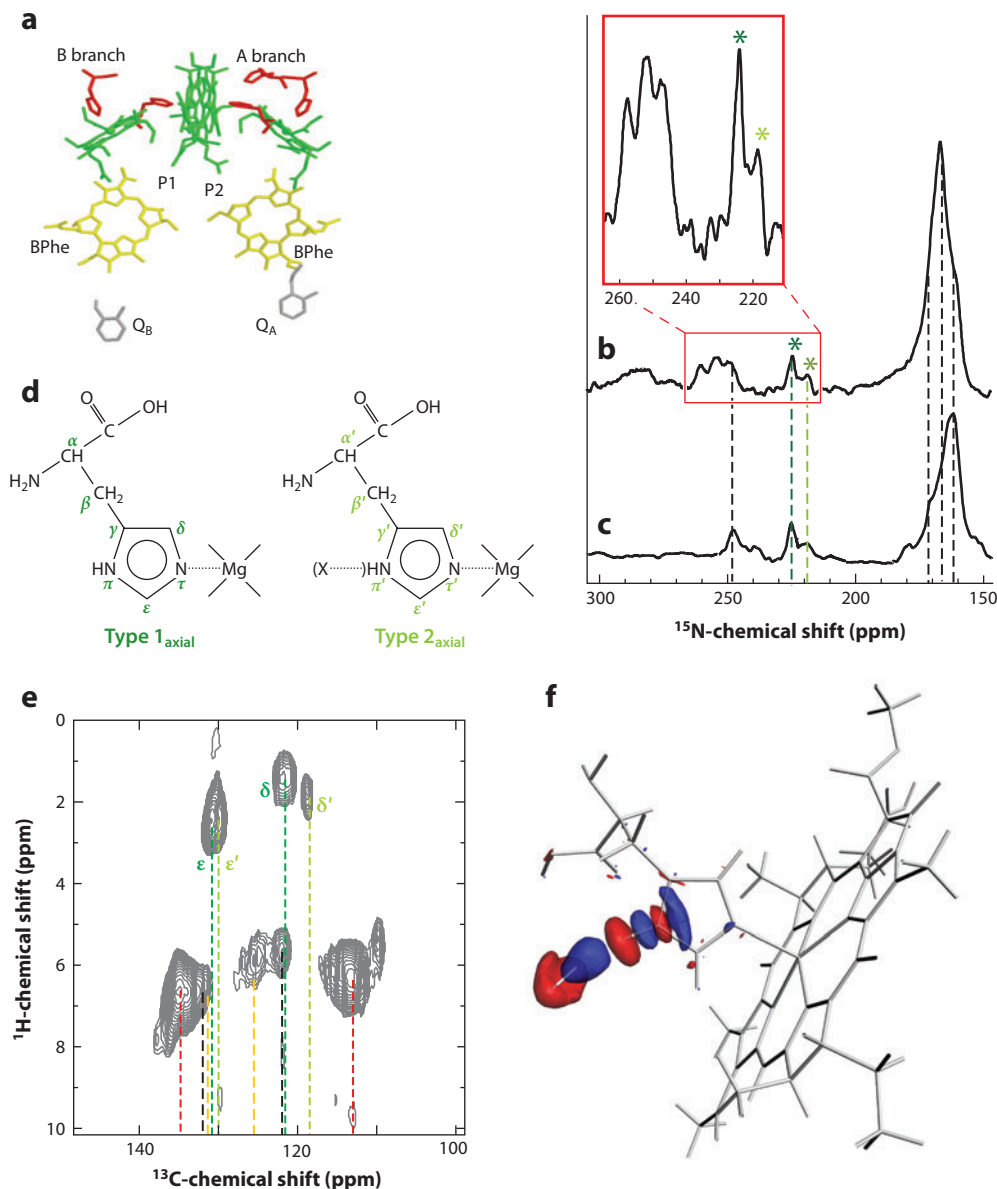 a
B branch
A branch
P1
P2
BPhe
BPhe
Q_B
Q_A
*
*
260
240
220
b
*
*
c
300
250
200
150
¹⁵N-chemical shift (ppm)
d
O
OH
C
α
CH
H₂N
CH₂
β
γ
δ
HN
π
N
τ
Mg
ε
Type 1axial
O
OH
C
α′
CH
H₂N
CH₂
β′
γ′
δ′
(X
)HN
π′
N
τ′
Mg
ε′
Type 2axial
e
0
2
4
6
8
10
δ
δ′
ε
ε′
140
120
100
¹H-chemical shift (ppm)
¹³C-chemical shift (ppm)
f